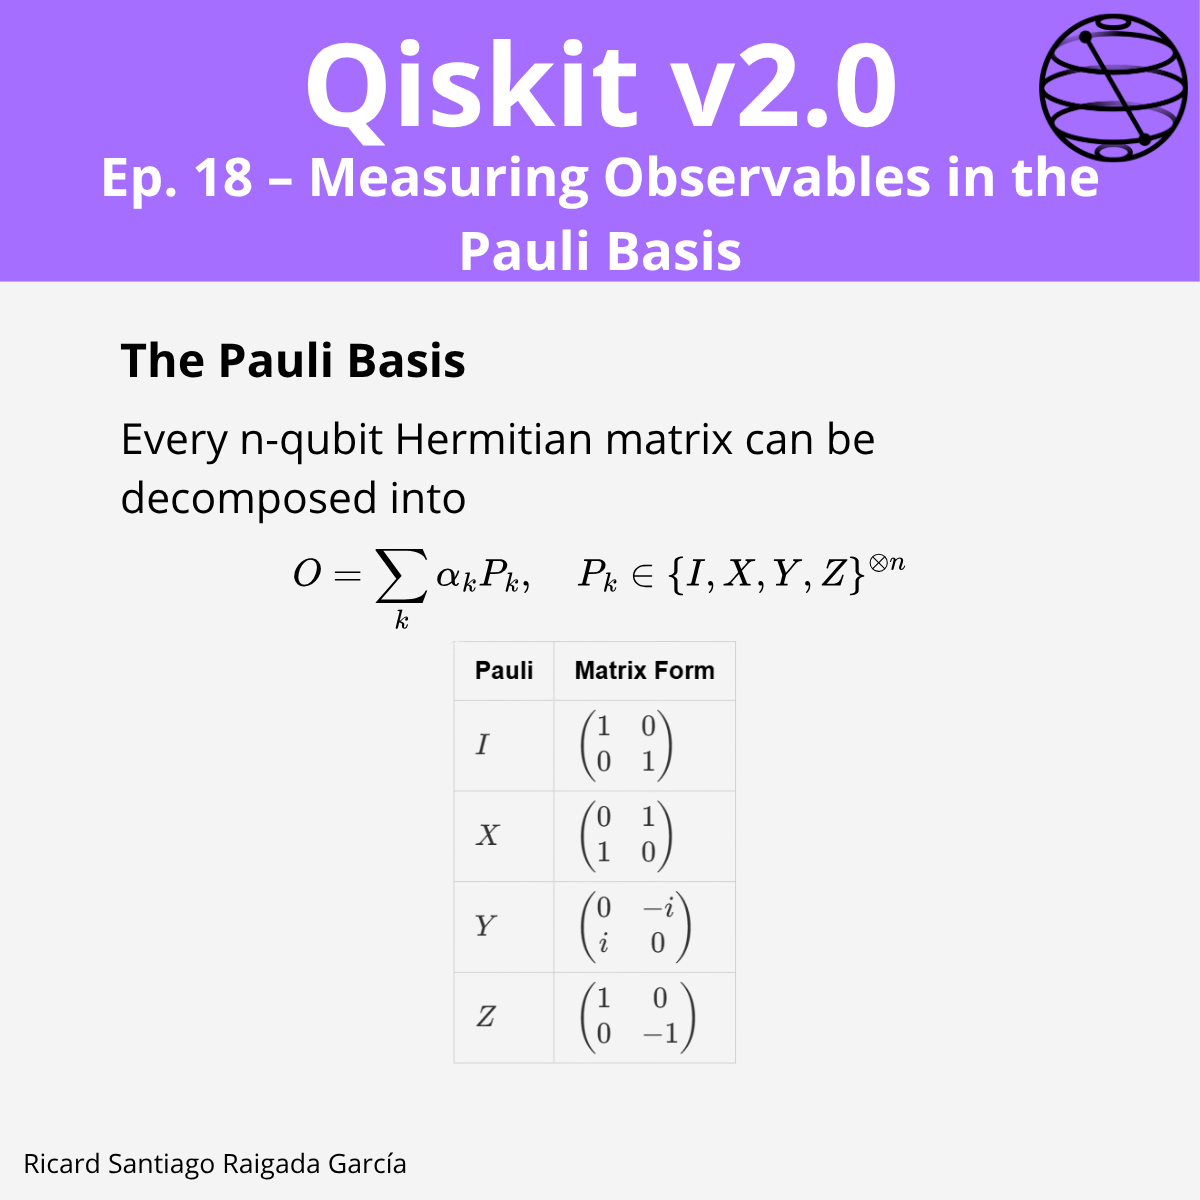 Qiskit v2.0
Ep. 18 – Measuring Observables in the
Pauli Basis
The Pauli Basis
Every n-qubit Hermitian matrix can be
decomposed into
O = ∑ₖ αₖPₖ, Pₖ ∈ {I, X, Y, Z}^⊗n
Pauli Matrix Form
I
1 0
0 1
X
0 1
1 0
Y
0 −i
i 0
Z
1 0
0 −1
Ricard Santiago Raigada García